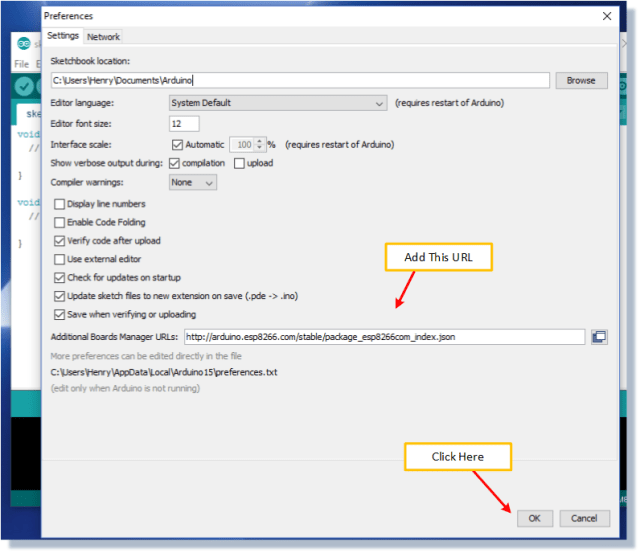 Preferences
Settings Network
Sketchbook location:
C:\Users\Henry\Documents\Arduino Browse
Editor language: System Default (requires restart of Arduino)
Editor font size: 12
Interface scale: Automatic 100 % (requires restart of Arduino)
Show verbose output during: compilation upload
Compiler warnings: None
Display line numbers
Enable Code Folding
Verify code after upload
Use external editor
Add This URL
Check for updates on startup
Update sketch files to new extension on save (.pde -> .ino)
Save when verifying or uploading
Additional Boards Manager URLs: http://arduino.esp8266.com/stable/package_esp8266com_index.json
More preferences can be edited directly in the file
C:\Users\Henry\AppData\Local\Arduino15\preferences.txt
(edit only when Arduino is not running)
Click Here
OK Cancel
File
void
//
}
void
//
}